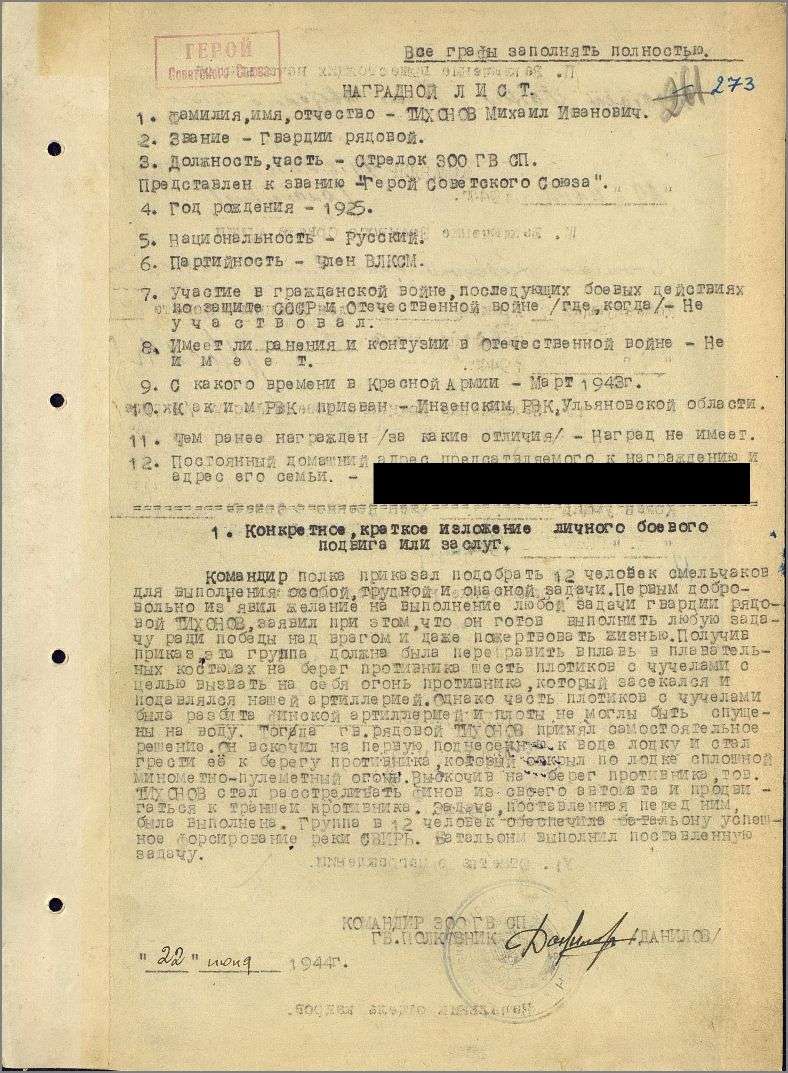 ГЕРОЙ
Советского Союза
Все графы заполнять полностью.
НАГРАДНОЙ Л И С Т.
261 273
1. Фамилия,имя,отчество - ТИХОНОВ Михаил Иванович.
2. Звание - Гвардии рядовой.
3. Должность,часть - Стрелок 300 ГВ СП.
Представлен к званию "Герой Советского Союза".
4. Год рождения - 1925.
5. Национальность - Русский.
6. Партийность - Член ВЛКСМ.
7. Участие в гражданской войне,последующих боевых действиях
по защите СССР и Отечественной войне /где,когда/- Не
у ч а с т в о в а л.
8. Имеет ли ранения и контузии в Отечественной войне - Не
и м е е т.
9. С какого времени в Красной Армии - Март 1943г.
10. К ак и м РВК призван - Инзенским РВК,Ульяновской области.
11. Чем ранее награжден /за какие отличия/ - Наград не имеет.
12. Постоянный домашний адрес предсатвляемого к награждению и
адрес его семьи. -
1. Конкретное,краткое изложение личного боевого
подвига или заслуг.
Командир полка приказал подобрать 12 человек смельчаков
для выполнения особой,трудной и опасной задачи.Первым добро-
вольно из'явил желание на выполнение любой задачи гвардии рядо-
вой ТИХОНОВ,заявил при этом,что он готов выполнить любую зада-
чу ради победы над врагом и даже пожертвовать жизнью.Получив
приказ,эта группа должна была переправить вплавь в плаватель-
ных костюмах на берег противника шесть плотиков с чучелами с
целью вызвать на себя огонь противника,который засекался и
подавлялся нашей артиллерией.Однако часть плотиков с чучелами
была разбита финской артиллерией и плоты не моглы быть спуще-
ны на воду. Тогода гв.рядовой ТИХОНОВ принял самостоятельное
решение.Он вскочил на первую поднесенную к воде лодку и стал
грести её к берегу противника,который открыл по лодке сплошной
минометно-пулеметный огонь.Выскочив на берег противника,тов.
ТИХОНОВ стал расстреливать финов из своего автомата и продви-
гаться к траншеи противника. Задача,поставленная перед ним,
была выполнена. Группа в 12 человек обеспечила батальону успеш-
ное форсирование реки СВИРЬ. Батальонм выполнил поставленную
задачу.
КОМАНДИР 300 ГВ СП
ГВ.ПОЛКОВНИК /ДАНИЛОВ/
"22" июня 1944г.